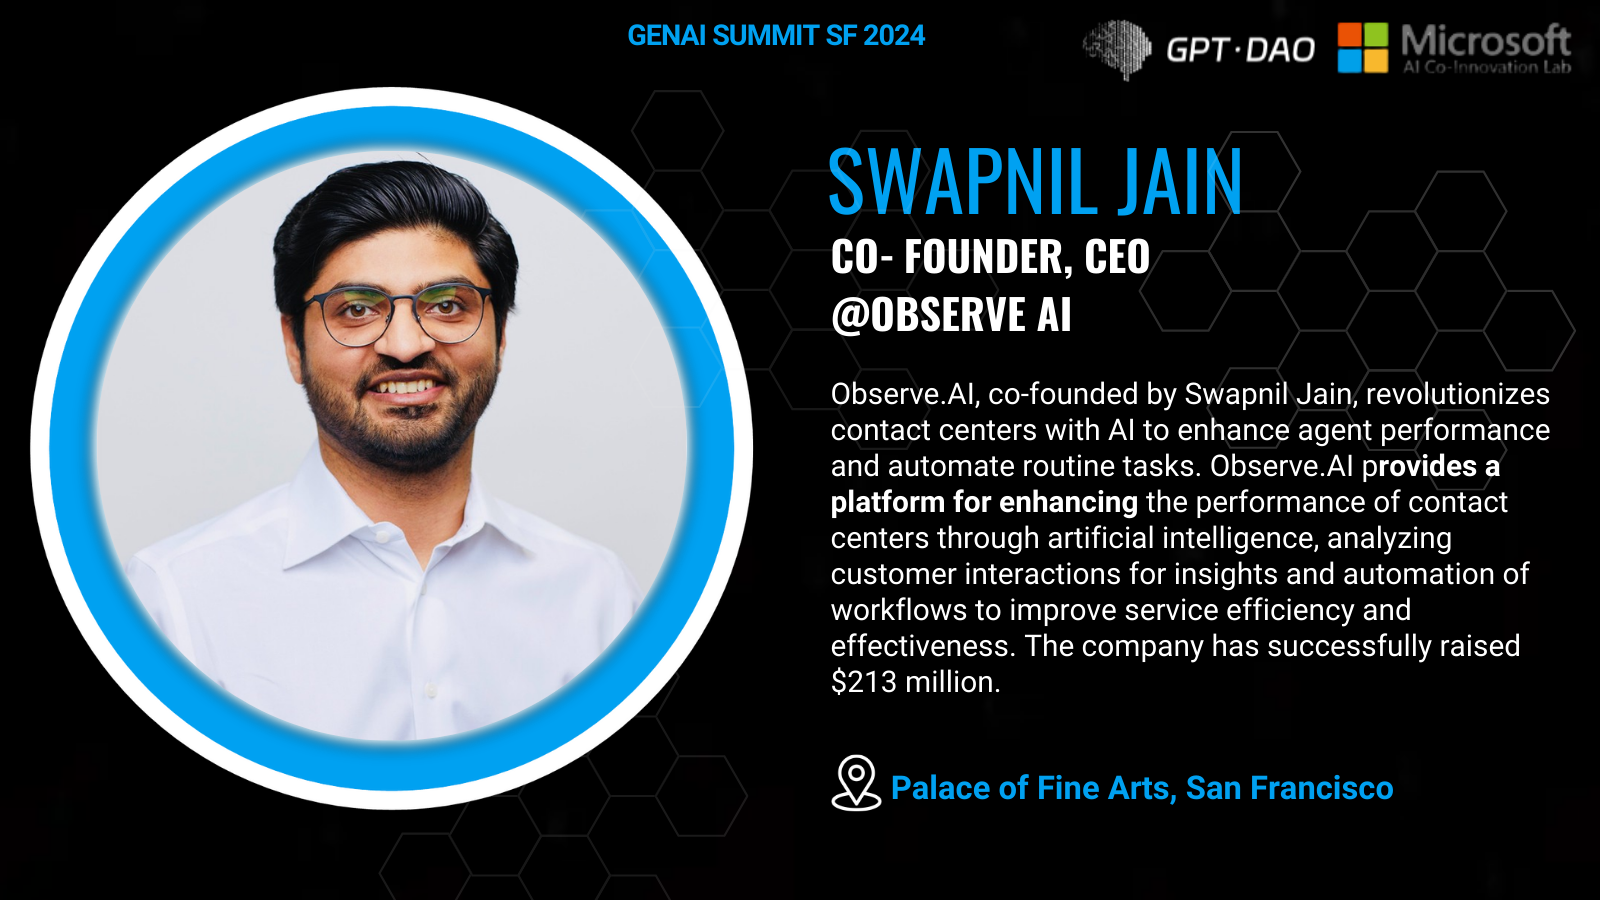 GENAI SUMMIT SF 2024
GPT·DAO
Microsoft
AI Co-Innovation Lab
SWAPNIL JAIN
CO- FOUNDER, CEO
@OBSERVE AI
Observe.AI, co-founded by Swapnil Jain, revolutionizes
contact centers with AI to enhance agent performance
and automate routine tasks. Observe.AI provides a
platform for enhancing the performance of contact
centers through artificial intelligence, analyzing
customer interactions for insights and automation of
workflows to improve service efficiency and
effectiveness. The company has successfully raised
$213 million.
Palace of Fine Arts, San Francisco